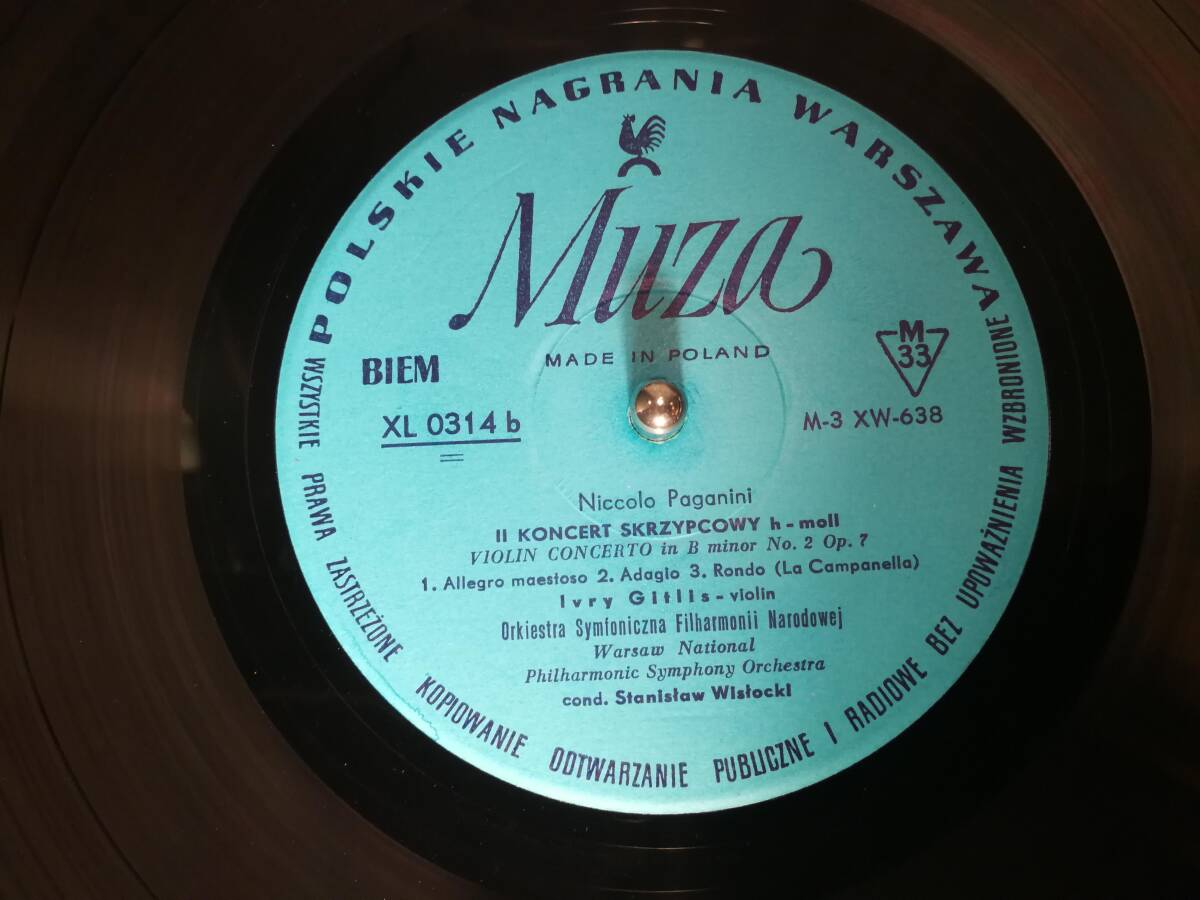 POLSKIE NAGRANIA WARSZAWA
Muza
MADE IN POLAND
BIEM
M
33
XL 0314 b
M-3 XW-638
Niccolo Paganini
II KONCERT SKRZYPCOWY h-moll
VIOLIN CONCERTO in B minor No. 2 Op. 7
1. Allegro maestoso 2. Adagio 3. Rondo (La Campanella)
Ivry Gitlis - violin
Orkiestra Symfoniczna Filharmonii Narodowej
Warsaw National
Philharmonic Symphony Orchestra
cond. Stanisław Wisłocki
WSZYSTKIE PRAWA ZASTRZEŻONE KOPIOWANIE ODTWARZANIE PUBLICZNE I RADIOWE BEZ UPOWAŻNIENIA WZBRONIONE